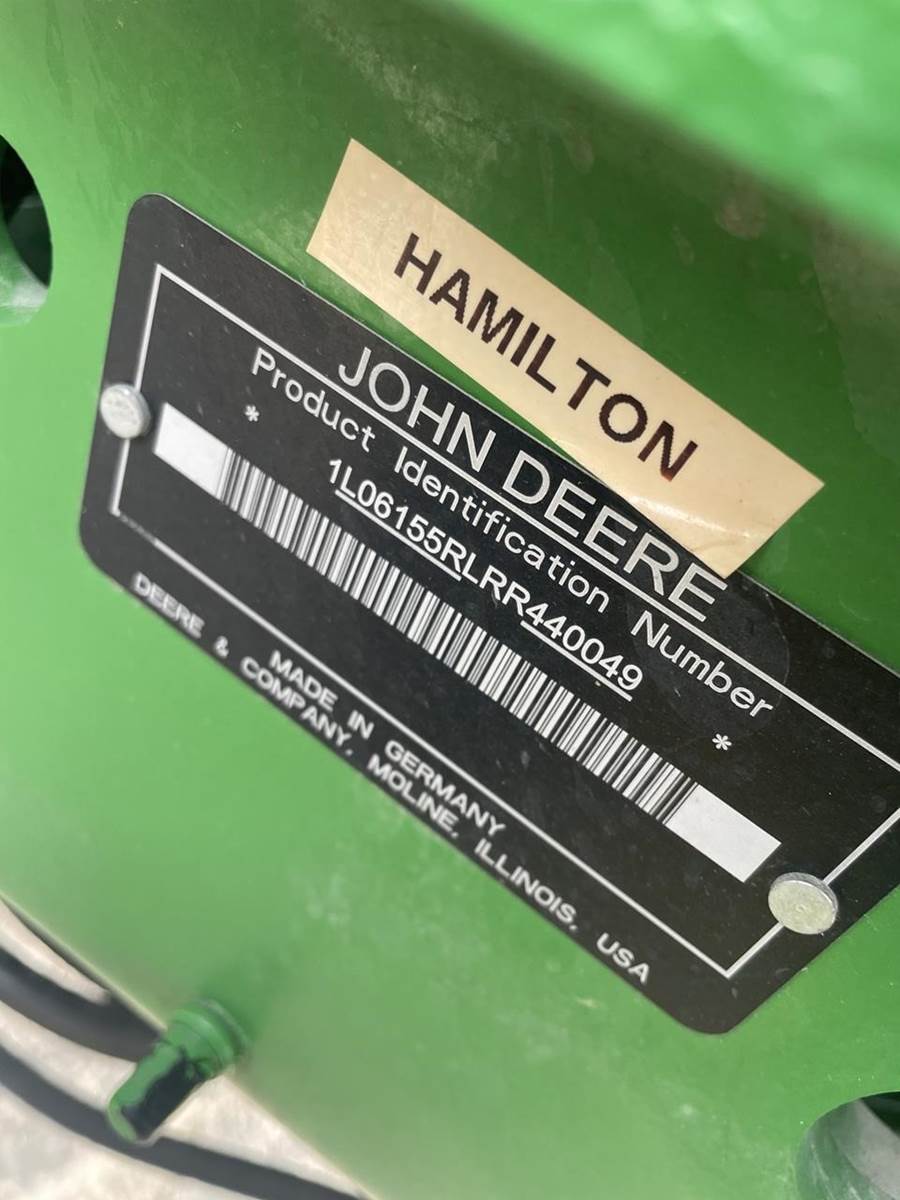 HAMILTON
JOHN DEERE
Product Identification Number
* 1L06155RLRR440049 *
MADE IN GERMANY
DEERE & COMPANY, MOLINE, ILLINOIS, USA